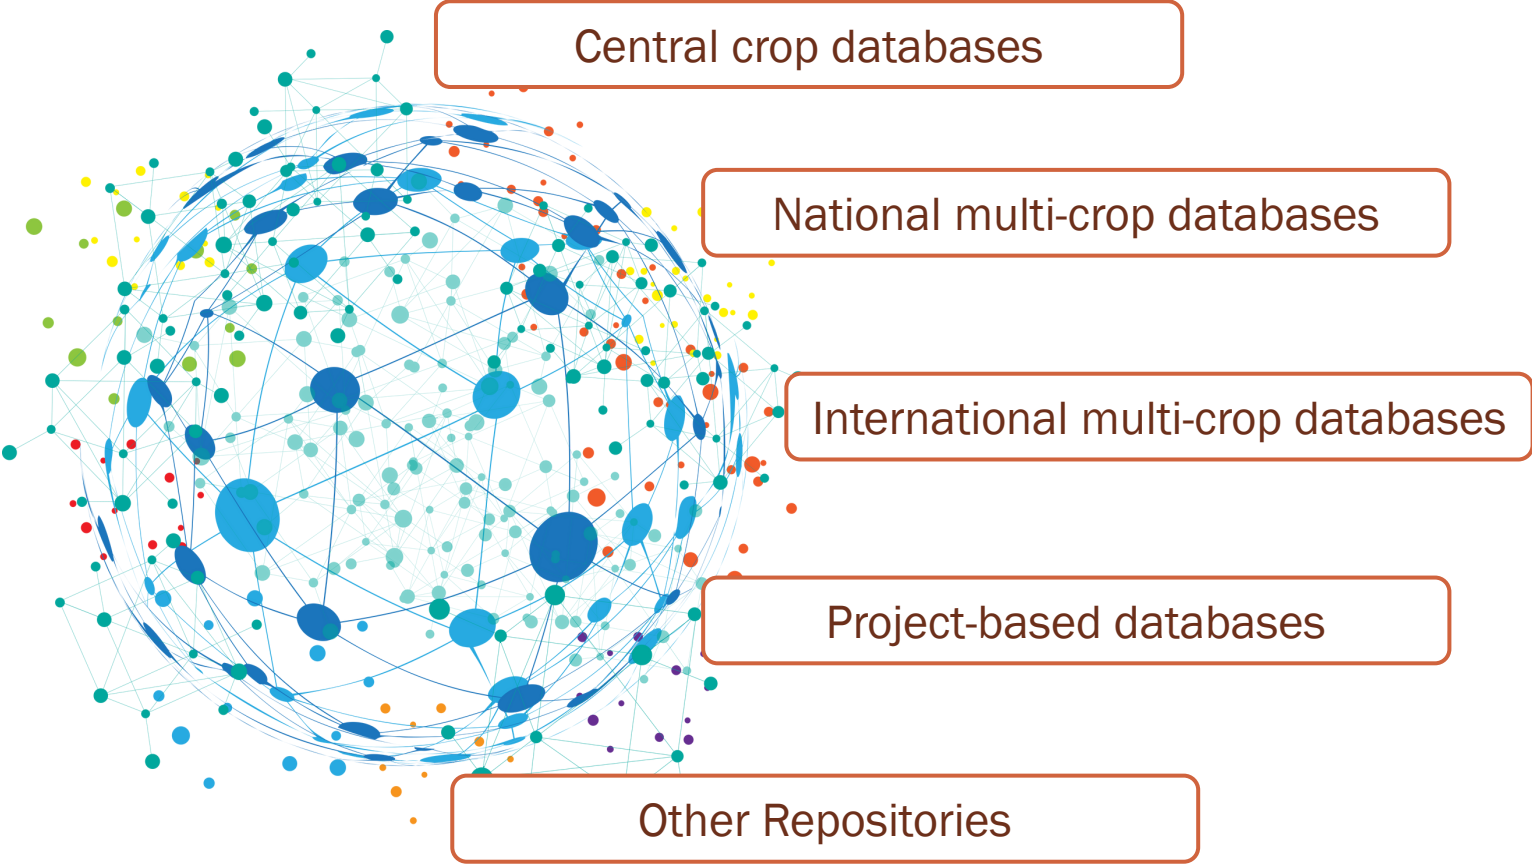 Central crop databases
National multi-crop databases
International multi-crop databases
Project-based databases
Other Repositories